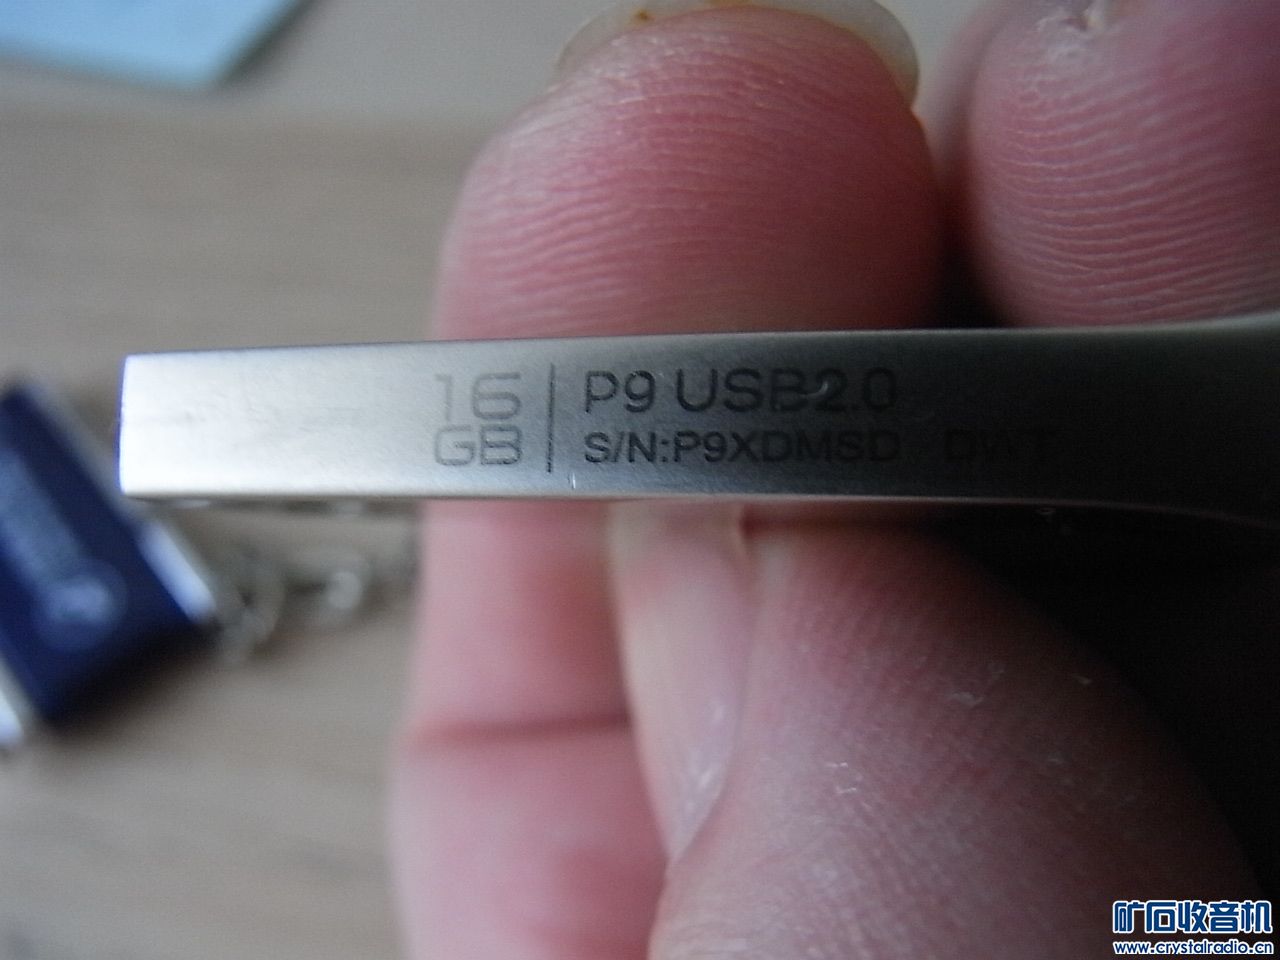 16
GB
P9 USB2.0
S/N:P9XDMSD
矿石收音机
www.crystalradio.cn